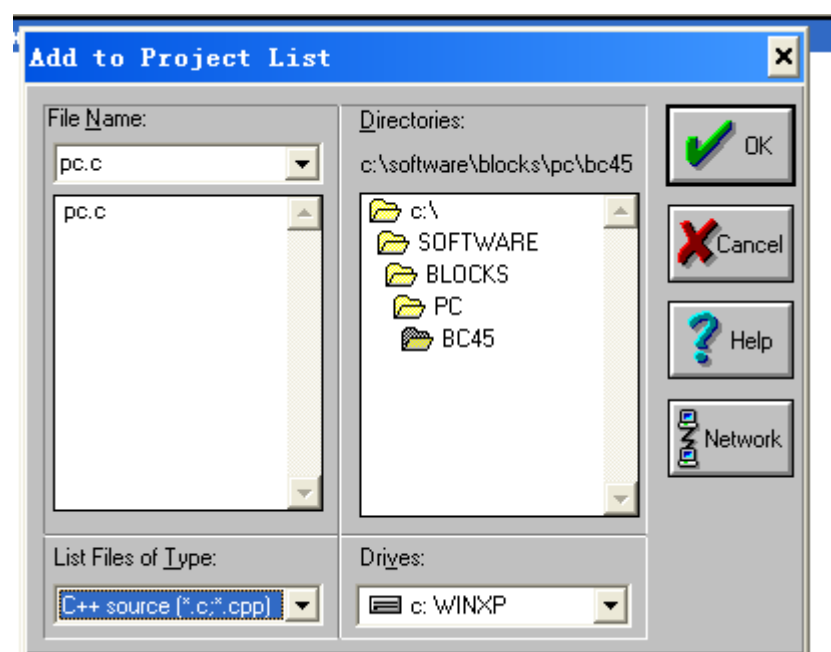 Add to Project List
File Name:
pc.c
pc.c
List Files of Type:
C++ source (*.c;*.cpp)
Directories:
c:\software\blocks\pc\bc45
c:\
SOFTWARE
BLOCKS
PC
BC45
Drives:
c: WINXP
OK
Cancel
Help
Network